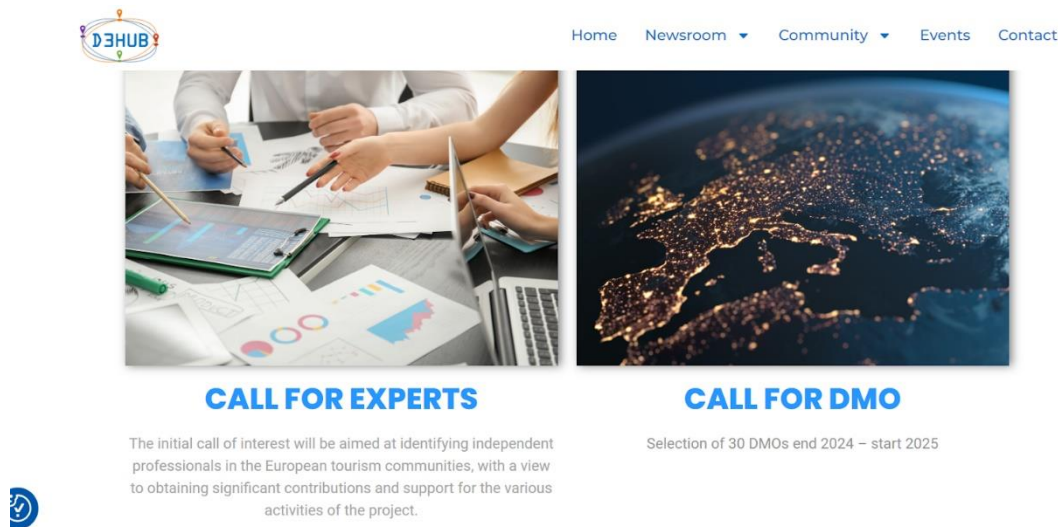 D3HUB
Home Newsroom Community Events Contact
CALL FOR EXPERTS
The initial call of interest will be aimed at identifying independent
professionals in the European tourism communities, with a view
to obtaining significant contributions and support for the various
activities of the project.
CALL FOR DMO
Selection of 30 DMOs end 2024 – start 2025